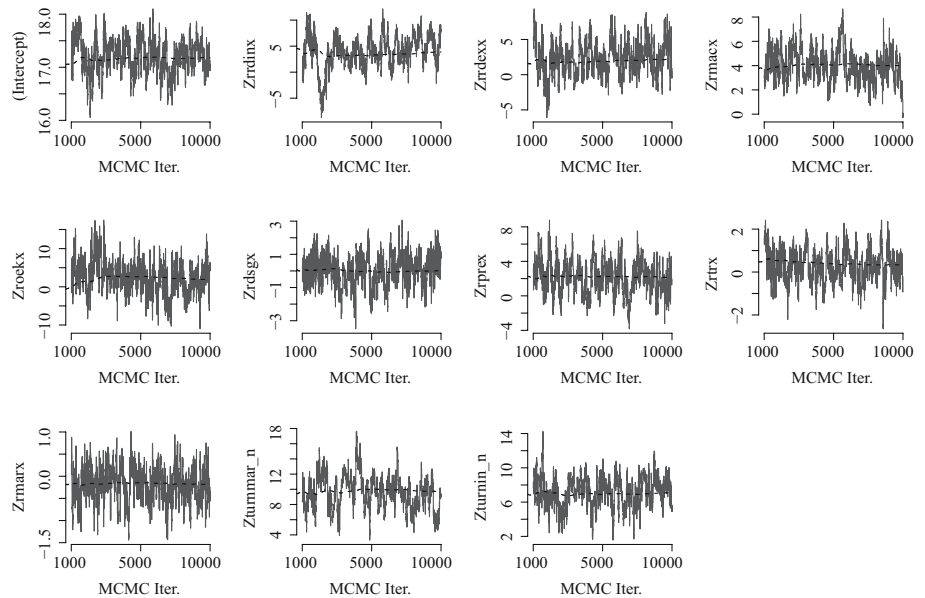 (Intercept)
16.0 17.0 18.0
1000 5000 10000
MCMC Iter.
Zrrdinx
−5 5
1000 5000 10000
MCMC Iter.
Zrrdexx
−5 0 5
1000 5000 10000
MCMC Iter.
Zrmacx
0 2 4 6 8
1000 5000 10000
MCMC Iter.
Zroekx
−10 0 10
1000 5000 10000
MCMC Iter.
Zrdsgx
−3 −1 1 3
1000 5000 10000
MCMC Iter.
Zrprex
−4 0 4 8
1000 5000 10000
MCMC Iter.
Zrtrx
−2 0 2
1000 5000 10000
MCMC Iter.
Zrmarx
−1.5 0.0 1.0
1000 5000 10000
MCMC Iter.
Zturnmar_n
4 8 12 18
1000 5000 10000
MCMC Iter.
Zturnin_n
2 6 10 14
1000 5000 10000
MCMC Iter.